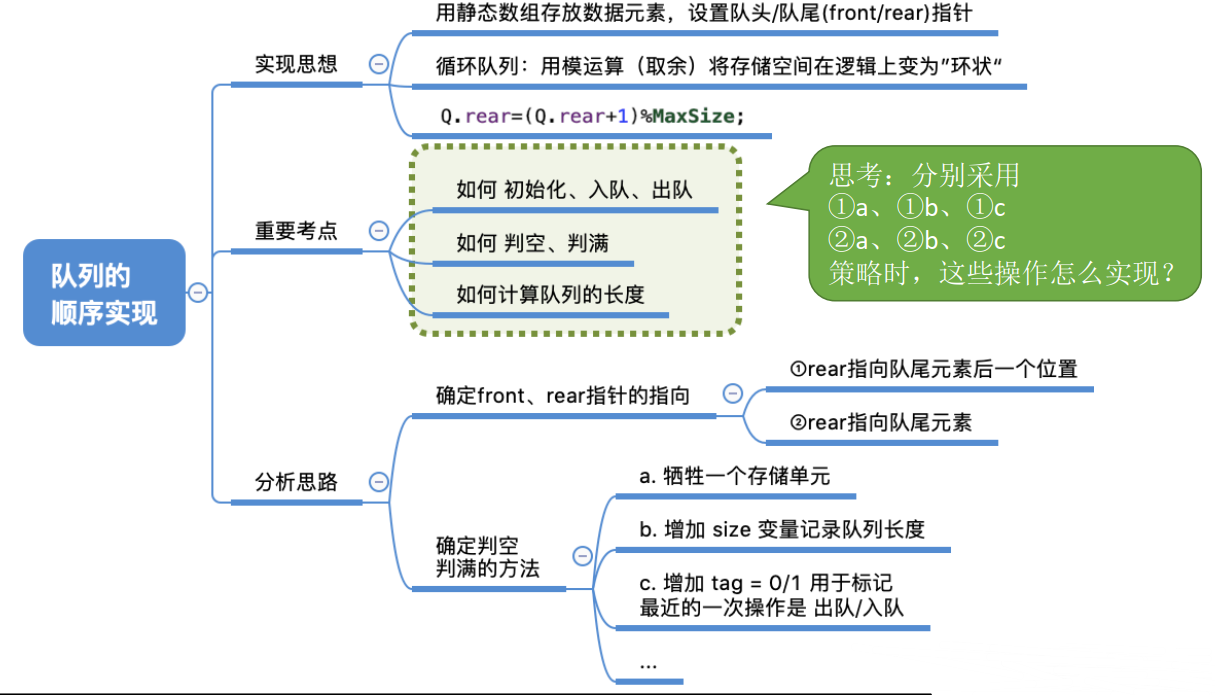 用静态数组存放数据元素，设置队头/队尾(front/rear)指针
实现思想
循环队列：用模运算（取余）将存储空间在逻辑上变为”环状“
Q.rear=(Q.rear+1)%MaxSize;
思考：分别采用
①a、①b、①c
②a、②b、②c
策略时，这些操作怎么实现？
如何 初始化、入队、出队
重要考点
如何 判空、判满
如何计算队列的长度
队列的
顺序实现
①rear指向队尾元素后一个位置
确定front、rear指针的指向
②rear指向队尾元素
分析思路
a. 牺牲一个存储单元
b. 增加 size 变量记录队列长度
确定判空
判满的方法
c. 增加 tag = 0/1 用于标记
最近的一次操作是 出队/入队
...